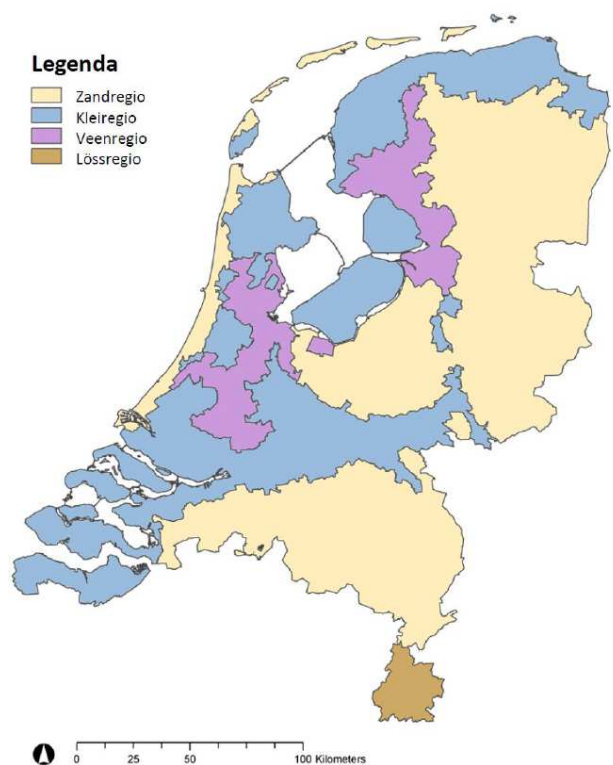 Legenda
Zandregio
Kleiregio
Veenregio
Lössregio
0 25 50 100 Kilometers